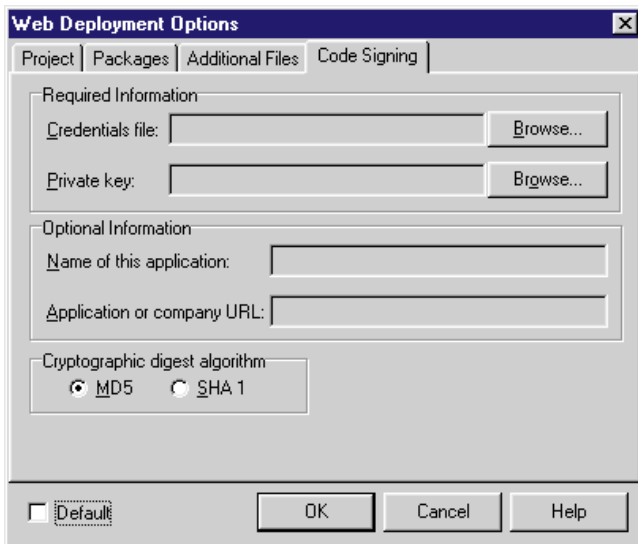 Web Deployment Options
Project Packages Additional Files Code Signing
Required Information
Credentials file: Browse...
Private key: Browse...
Optional Information
Name of this application:
Application or company URL:
Cryptographic digest algorithm
MD5 SHA 1
Default OK Cancel Help